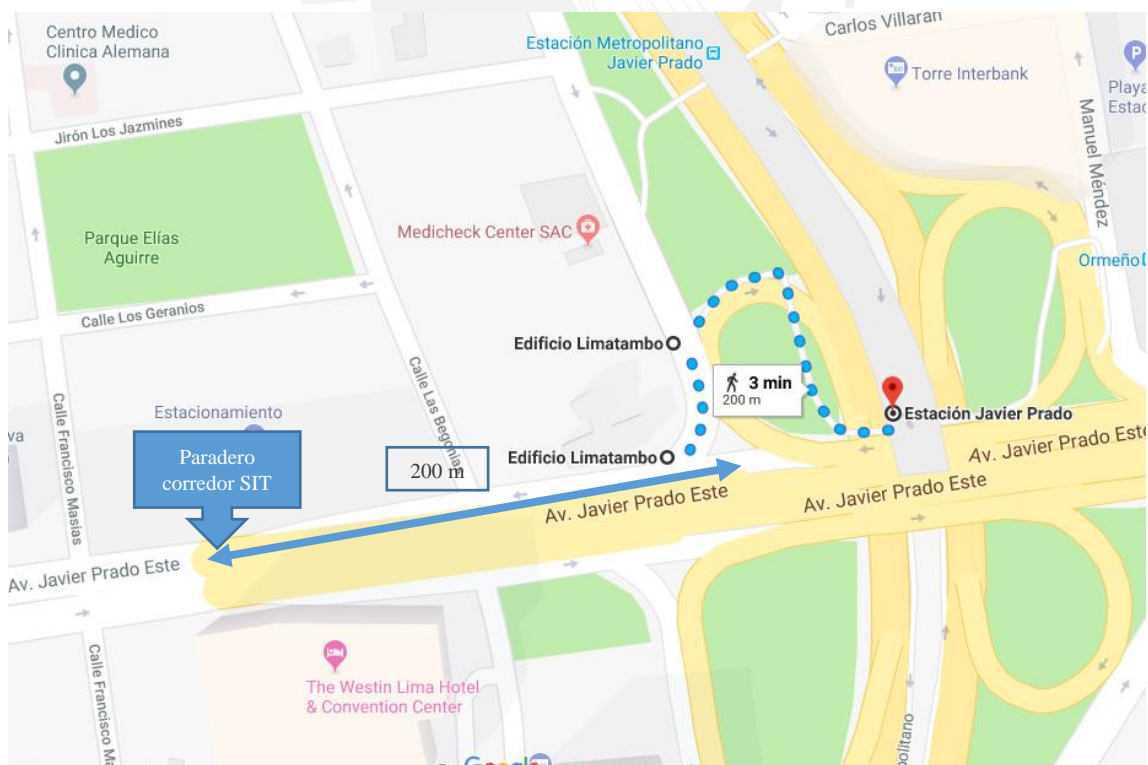 Centro Medico
Clinica Alemana
Estación Metropolitano
Javier Prado
Carlos Villaran
Torre Interbank
Playa
Jirón Los Jazmines
Manuel Méndez
Parque Elías
Aguirre
Medicheck Center SAC
Ormeño
Calle Los Geranios
Edificio Limatambo
Calle Las Begonias
3 min
200 m
Estación Javier Prado
Calle Francisco Masias
Estacionamiento
Paradero
corredor SIT
200 m
Edificio Limatambo
Av. Javier Prado Este
Av. Javier Prado Este
Av. Javier Prado Este
Av. Javier Prado Este
Calle Francisco Ma
The Westin Lima Hotel
& Convention Center
politano
Google